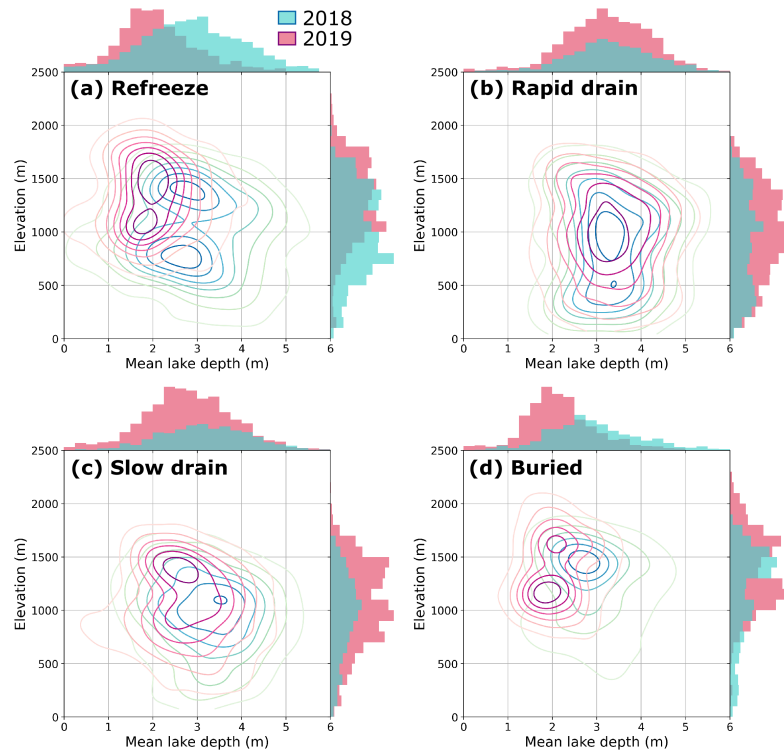 2018
2019
(a) Refreeze
2500
2000
1500
1000
500
0
Elevation (m)
0 1 2 3 4 5 6
Mean lake depth (m)
(b) Rapid drain
2500
2000
1500
1000
500
0
Elevation (m)
0 1 2 3 4 5 6
Mean lake depth (m)
(c) Slow drain
2500
2000
1500
1000
500
0
Elevation (m)
0 1 2 3 4 5 6
Mean lake depth (m)
(d) Buried
2500
2000
1500
1000
500
0
Elevation (m)
0 1 2 3 4 5 6
Mean lake depth (m)